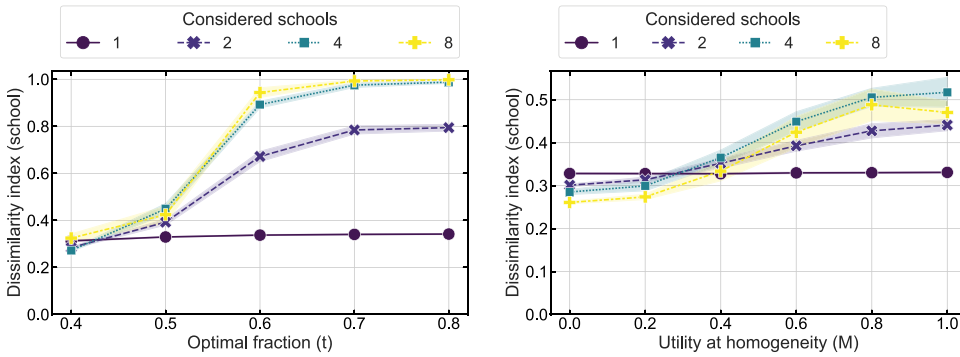 Considered schools
1 2 4 8
Dissimilarity index (school)
1.0
0.8
0.6
0.4
0.2
0.0
0.4 0.5 0.6 0.7 0.8
Optimal fraction (t)
Considered schools
1 2 4 8
Dissimilarity index (school)
0.5
0.4
0.3
0.2
0.1
0.0
0.0 0.2 0.4 0.6 0.8 1.0
Utility at homogeneity (M)